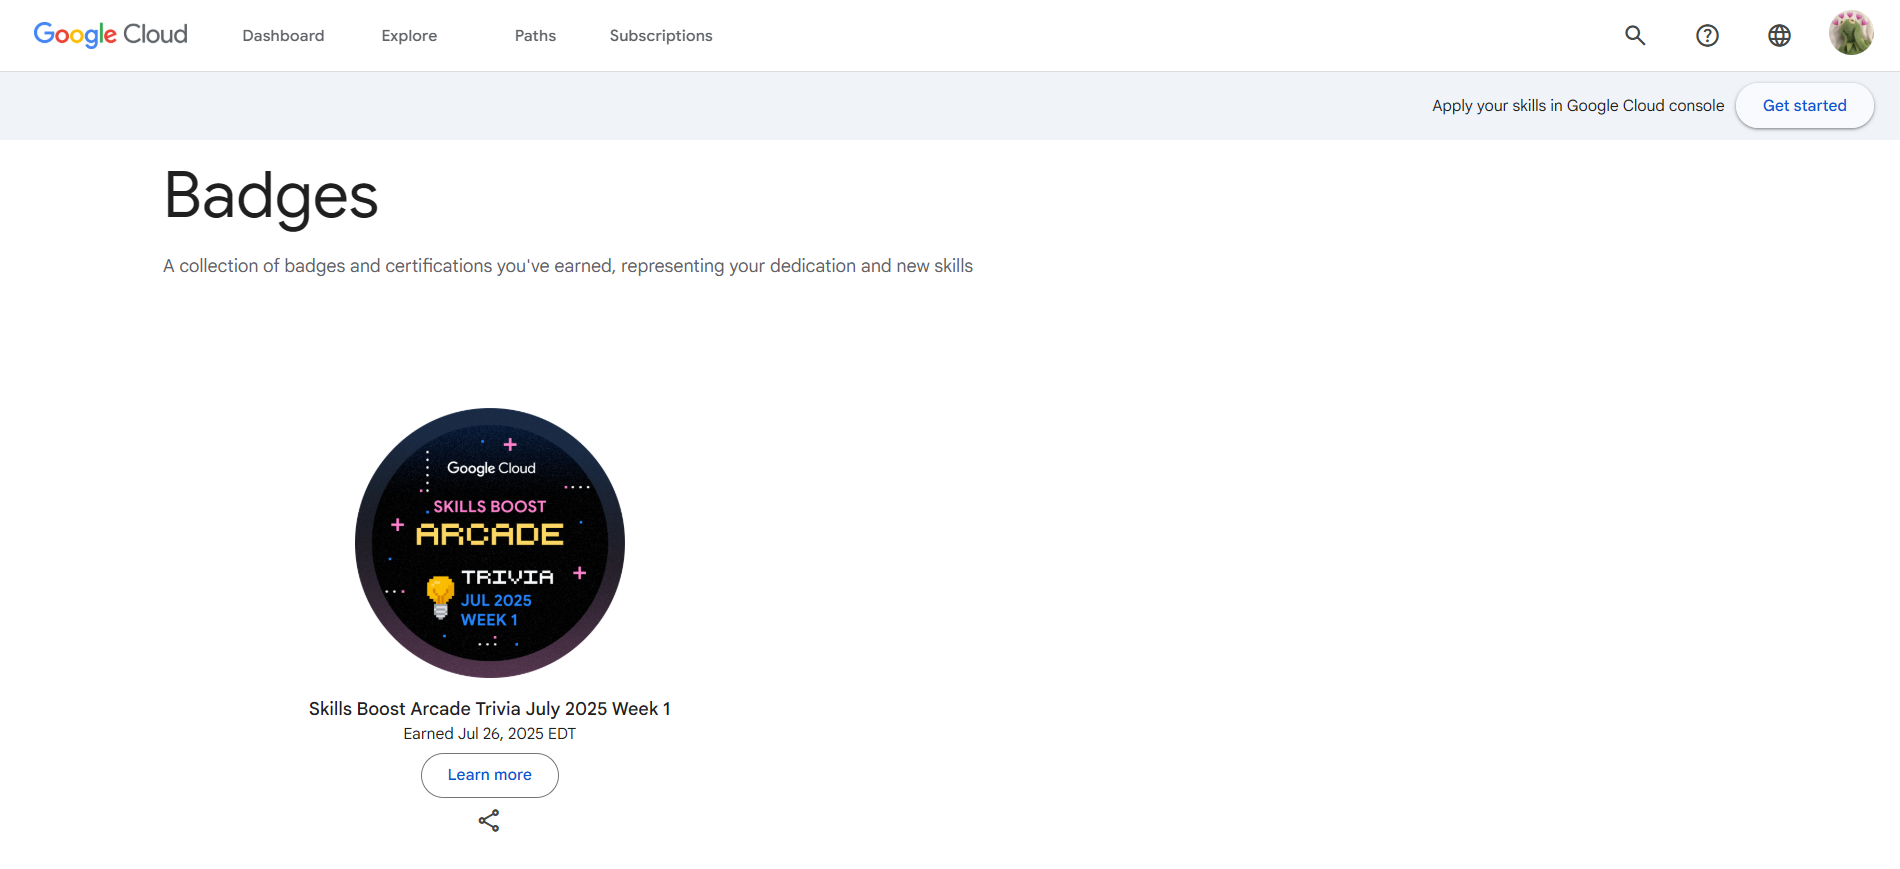 Google Cloud
Dashboard
Explore
Paths
Subscriptions
Apply your skills in Google Cloud console
Get started
Badges
A collection of badges and certifications you've earned, representing your dedication and new skills
Google Cloud
SKILLS BOOST
ARCADE
TRIVIA
JUL 2025
WEEK 1
Skills Boost Arcade Trivia July 2025 Week 1
Earned Jul 26, 2025 EDT
Learn more